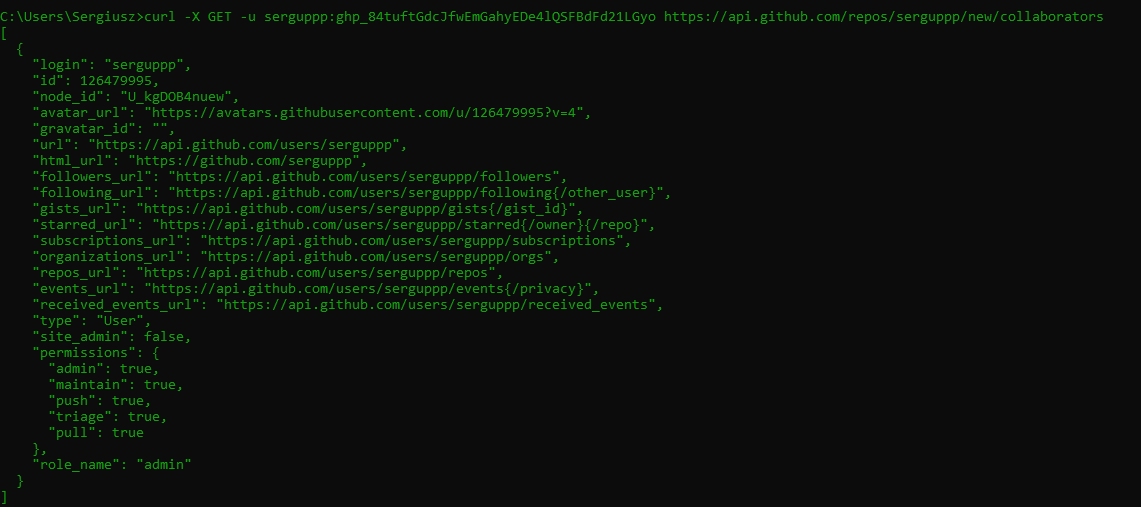 C:\Users\Sergiusz>curl -X GET -u serguppp: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 https://api.github.com/repos/serguppp/new/collaborators
[
  {
    "login": "serguppp",
    "id": 126479995,
    "node_id": "U_kgDOB4nuew",
    "avatar_url": "https://avatars.githubusercontent.com/u/126479995?v=4",
    "gravatar_id": "",
    "url": "https://api.github.com/users/serguppp",
    "html_url": "https://github.com/serguppp",
    "followers_url": "https://api.github.com/users/serguppp/followers",
    "following_url": "https://api.github.com/users/serguppp/following{/other_user}",
    "gists_url": "https://api.github.com/users/serguppp/gists{/gist_id}",
    "starred_url": "https://api.github.com/users/serguppp/starred{/owner}{/repo}",
    "subscriptions_url": "https://api.github.com/users/serguppp/subscriptions",
    "organizations_url": "https://api.github.com/users/serguppp/orgs",
    "repos_url": "https://api.github.com/users/serguppp/repos",
    "events_url": "https://api.github.com/users/serguppp/events{/privacy}",
    "received_events_url": "https://api.github.com/users/serguppp/received_events",
    "type": "User",
    "site_admin": false,
    "permissions": {
      "admin": true,
      "maintain": true,
      "push": true,
      "triage": true,
      "pull": true
    },
    "role_name": "admin"
  }
]